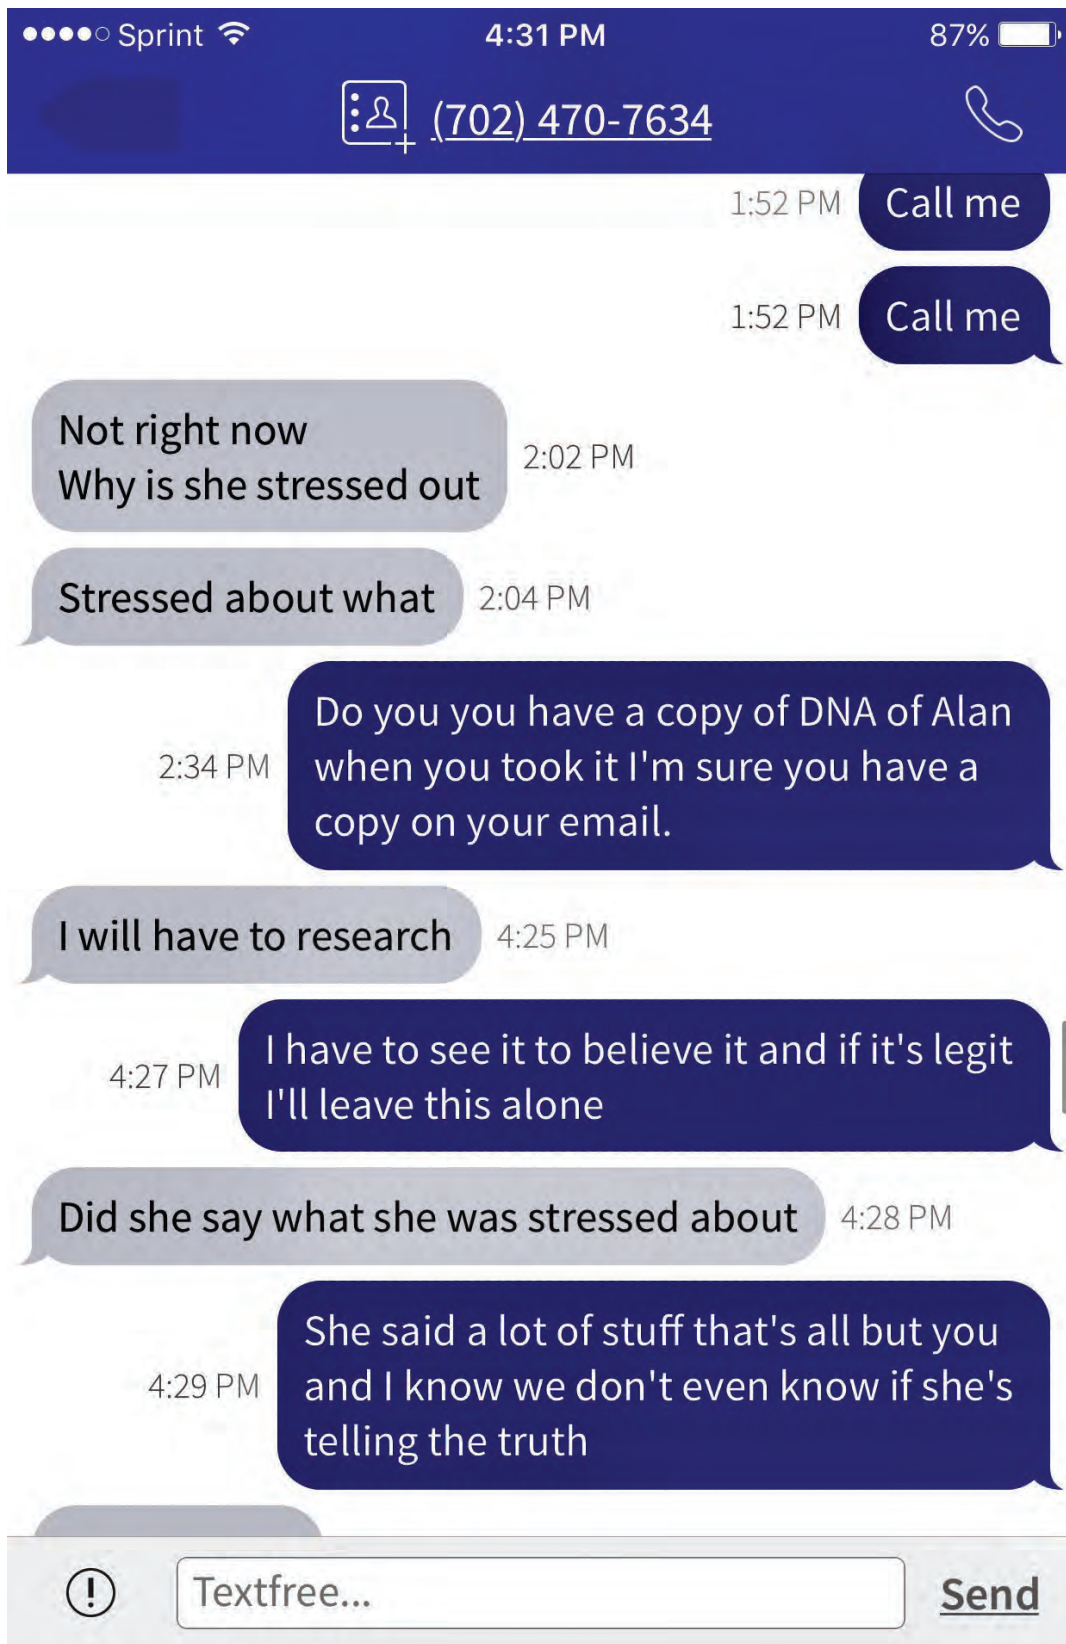 Sprint 4:31 PM 87%
(702) 470-7634
1:52 PM Call me
1:52 PM Call me
Not right now
Why is she stressed out
2:02 PM
Stressed about what 2:04 PM
Do you you have a copy of DNA of Alan
2:34 PM when you took it I'm sure you have a
copy on your email.
I will have to research 4:25 PM
I have to see it to believe it and if it's legit
4:27 PM
I'll leave this alone
Did she say what she was stressed about 4:28 PM
She said a lot of stuff that's all but you
4:29 PM and I know we don't even know if she's
telling the truth
! Textfree... Send